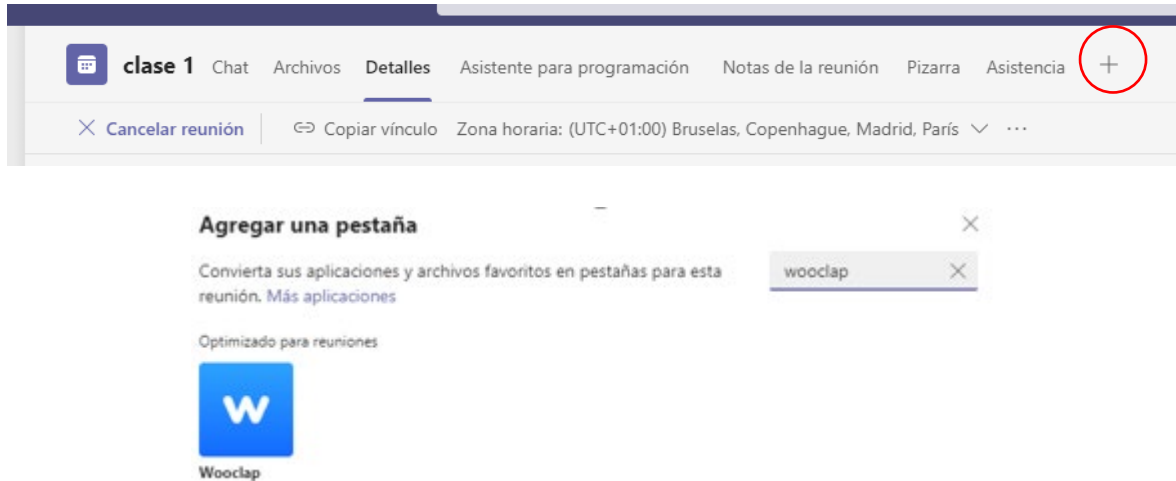 clase 1 Chat Archivos Detalles Asistente para programación Notas de la reunión Pizarra Asistencia
Cancelar reunión Copiar vínculo Zona horaria: (UTC+01:00) Bruselas, Copenhague, Madrid, París
Agregar una pestaña
Convierta sus aplicaciones y archivos favoritos en pestañas para esta
reunión. Más aplicaciones
wooclap
Optimizado para reuniones
w
Wooclap